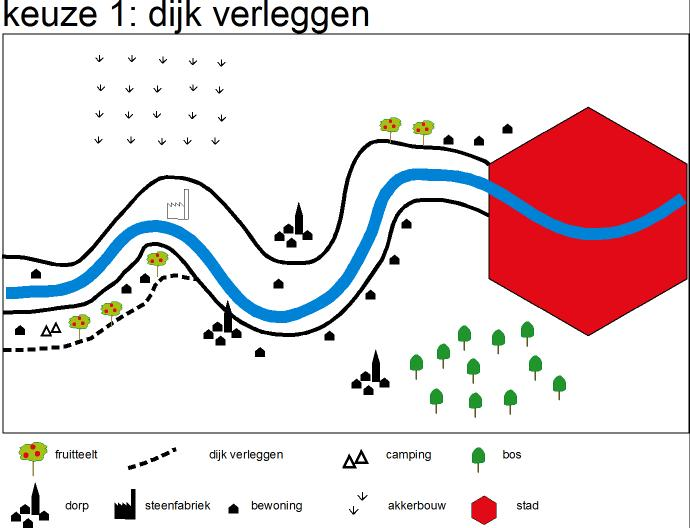 keuze 1: dijk verleggen
fruitteelt dijk verleggen camping bos
dorp steenfabriek bewoning akkerbouw stad